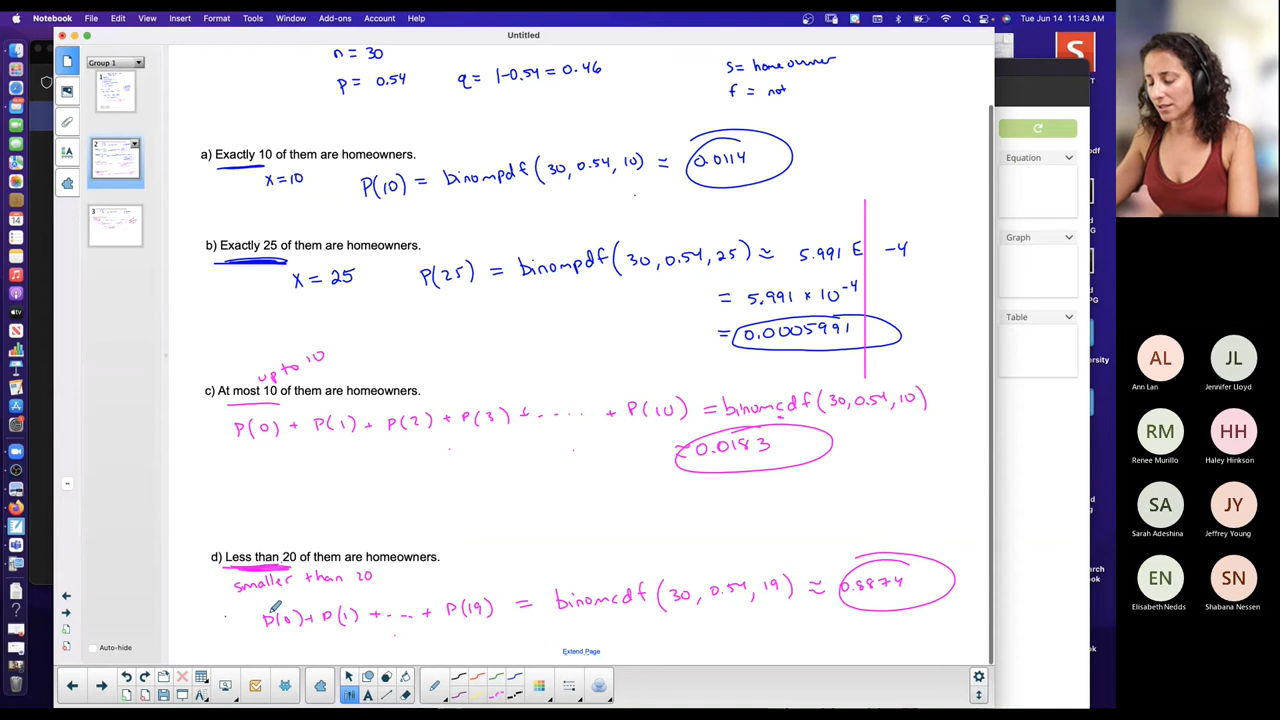 Notebook File Edit View Insert Format Tools Window Add-ons Account Help Tue Jun 14 11:43 AM
Untitled
Group 1
1
2
3
n = 30
p = 0.54 q = 1-0.54 = 0.46
S = homeowner
f = not
a) Exactly 10 of them are homeowners.
x=10 P(10) = binompdf (30, 0.54, 10) ≈ 0.0114
b) Exactly 25 of them are homeowners.
x = 25 P(25) = binompdf (30, 0.54, 25) ≈ 5.991 E -4
= 5.991 × 10⁻⁴
= 0.0005991
up to 10
c) At most 10 of them are homeowners.
P(0) + P(1) + P(2) + P(3) + ..... + P(10) = binomcdf (30, 0.54, 10)
≈ 0.0183
d) Less than 20 of them are homeowners.
smaller than 20
P(0) + P(1) + .... + P(19) = binomcdf (30, 0.54, 19) ≈ 0.8874
Extend Page
Auto-hide
Equation
Graph
Table
S
AL
Ann Lan
JL
Jennifer Lloyd
RM
Renee Murillo
HH
Haley Hinkson
SA
Sarah Adeshina
JY
Jeffrey Young
EN
Elisabeth Nedds
SN
Shabana Nessen